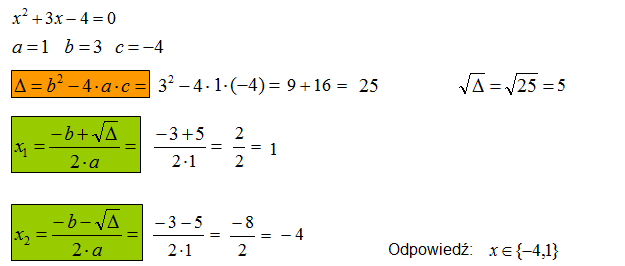 x² + 3x − 4 = 0
a = 1 b = 3 c = −4
Δ = b² − 4·a·c = 3² − 4·1·(−4) = 9 + 16 = 25 √Δ = √25 = 5
x₁ = (−b + √Δ)/(2·a) = (−3 + 5)/(2·1) = 2/2 = 1
x₂ = (−b − √Δ)/(2·a) = (−3 − 5)/(2·1) = −8/2 = −4
Odpowiedź: x ∈ {−4,1}